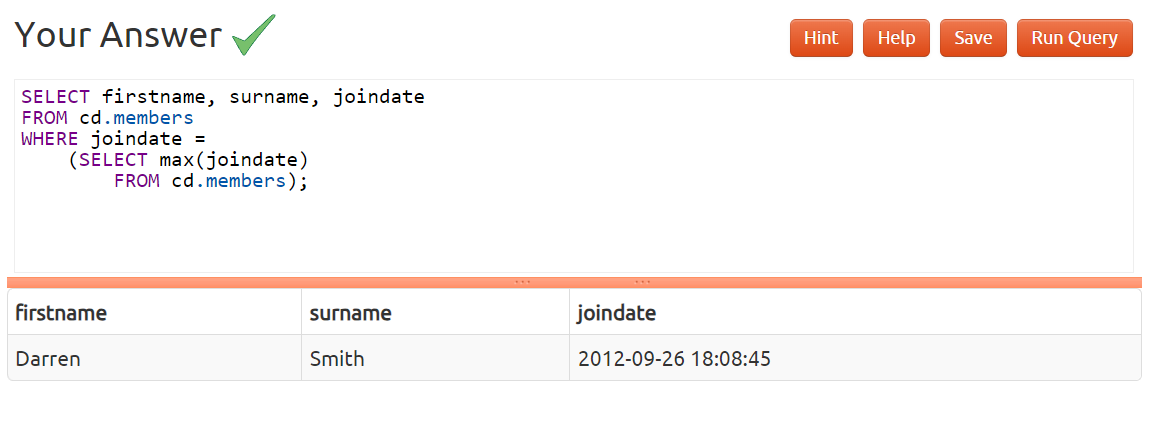 Your Answer
Hint Help Save Run Query
SELECT firstname, surname, joindate
FROM cd.members
WHERE joindate =
    (SELECT max(joindate)
        FROM cd.members);
firstname surname joindate
Darren Smith 2012-09-26 18:08:45